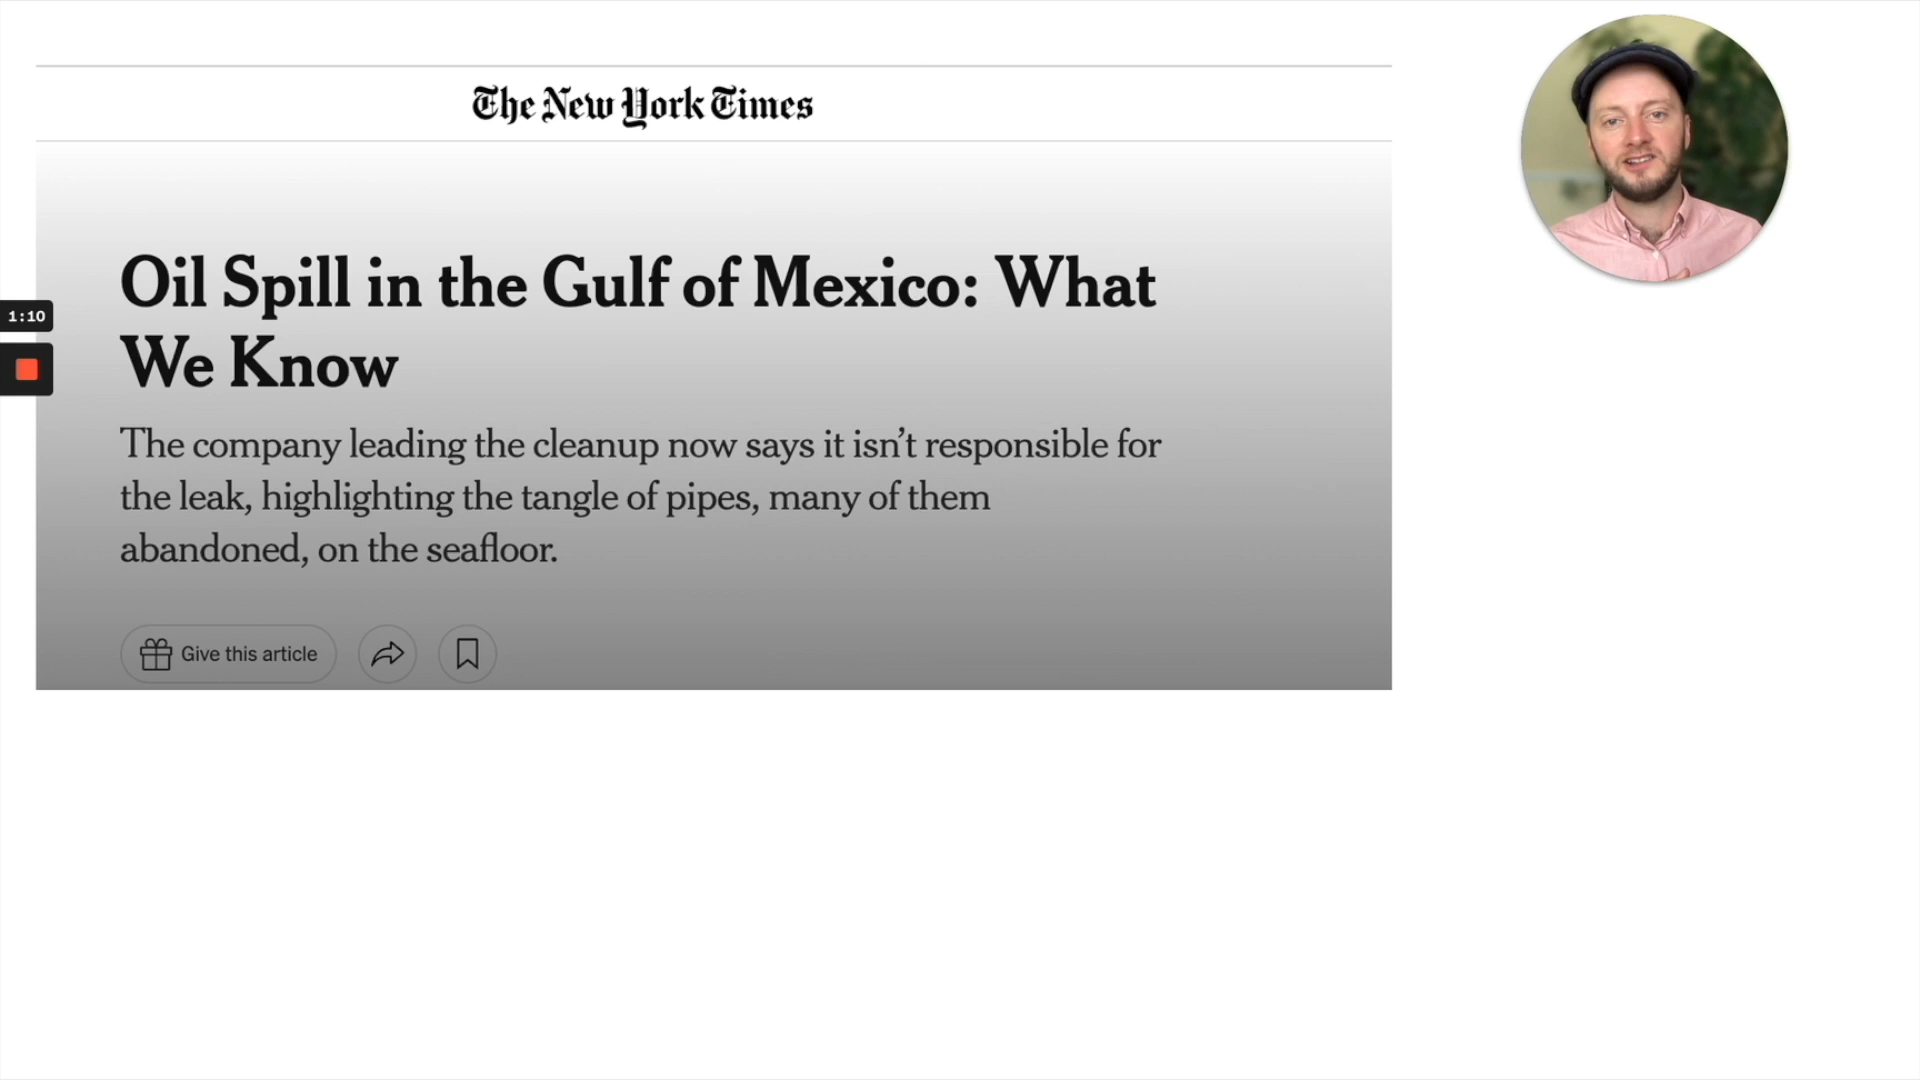 The New York Times
Oil Spill in the Gulf of Mexico: What
We Know
The company leading the cleanup now says it isn’t responsible for
the leak, highlighting the tangle of pipes, many of them
abandoned, on the seafloor.
1:10
Give this article